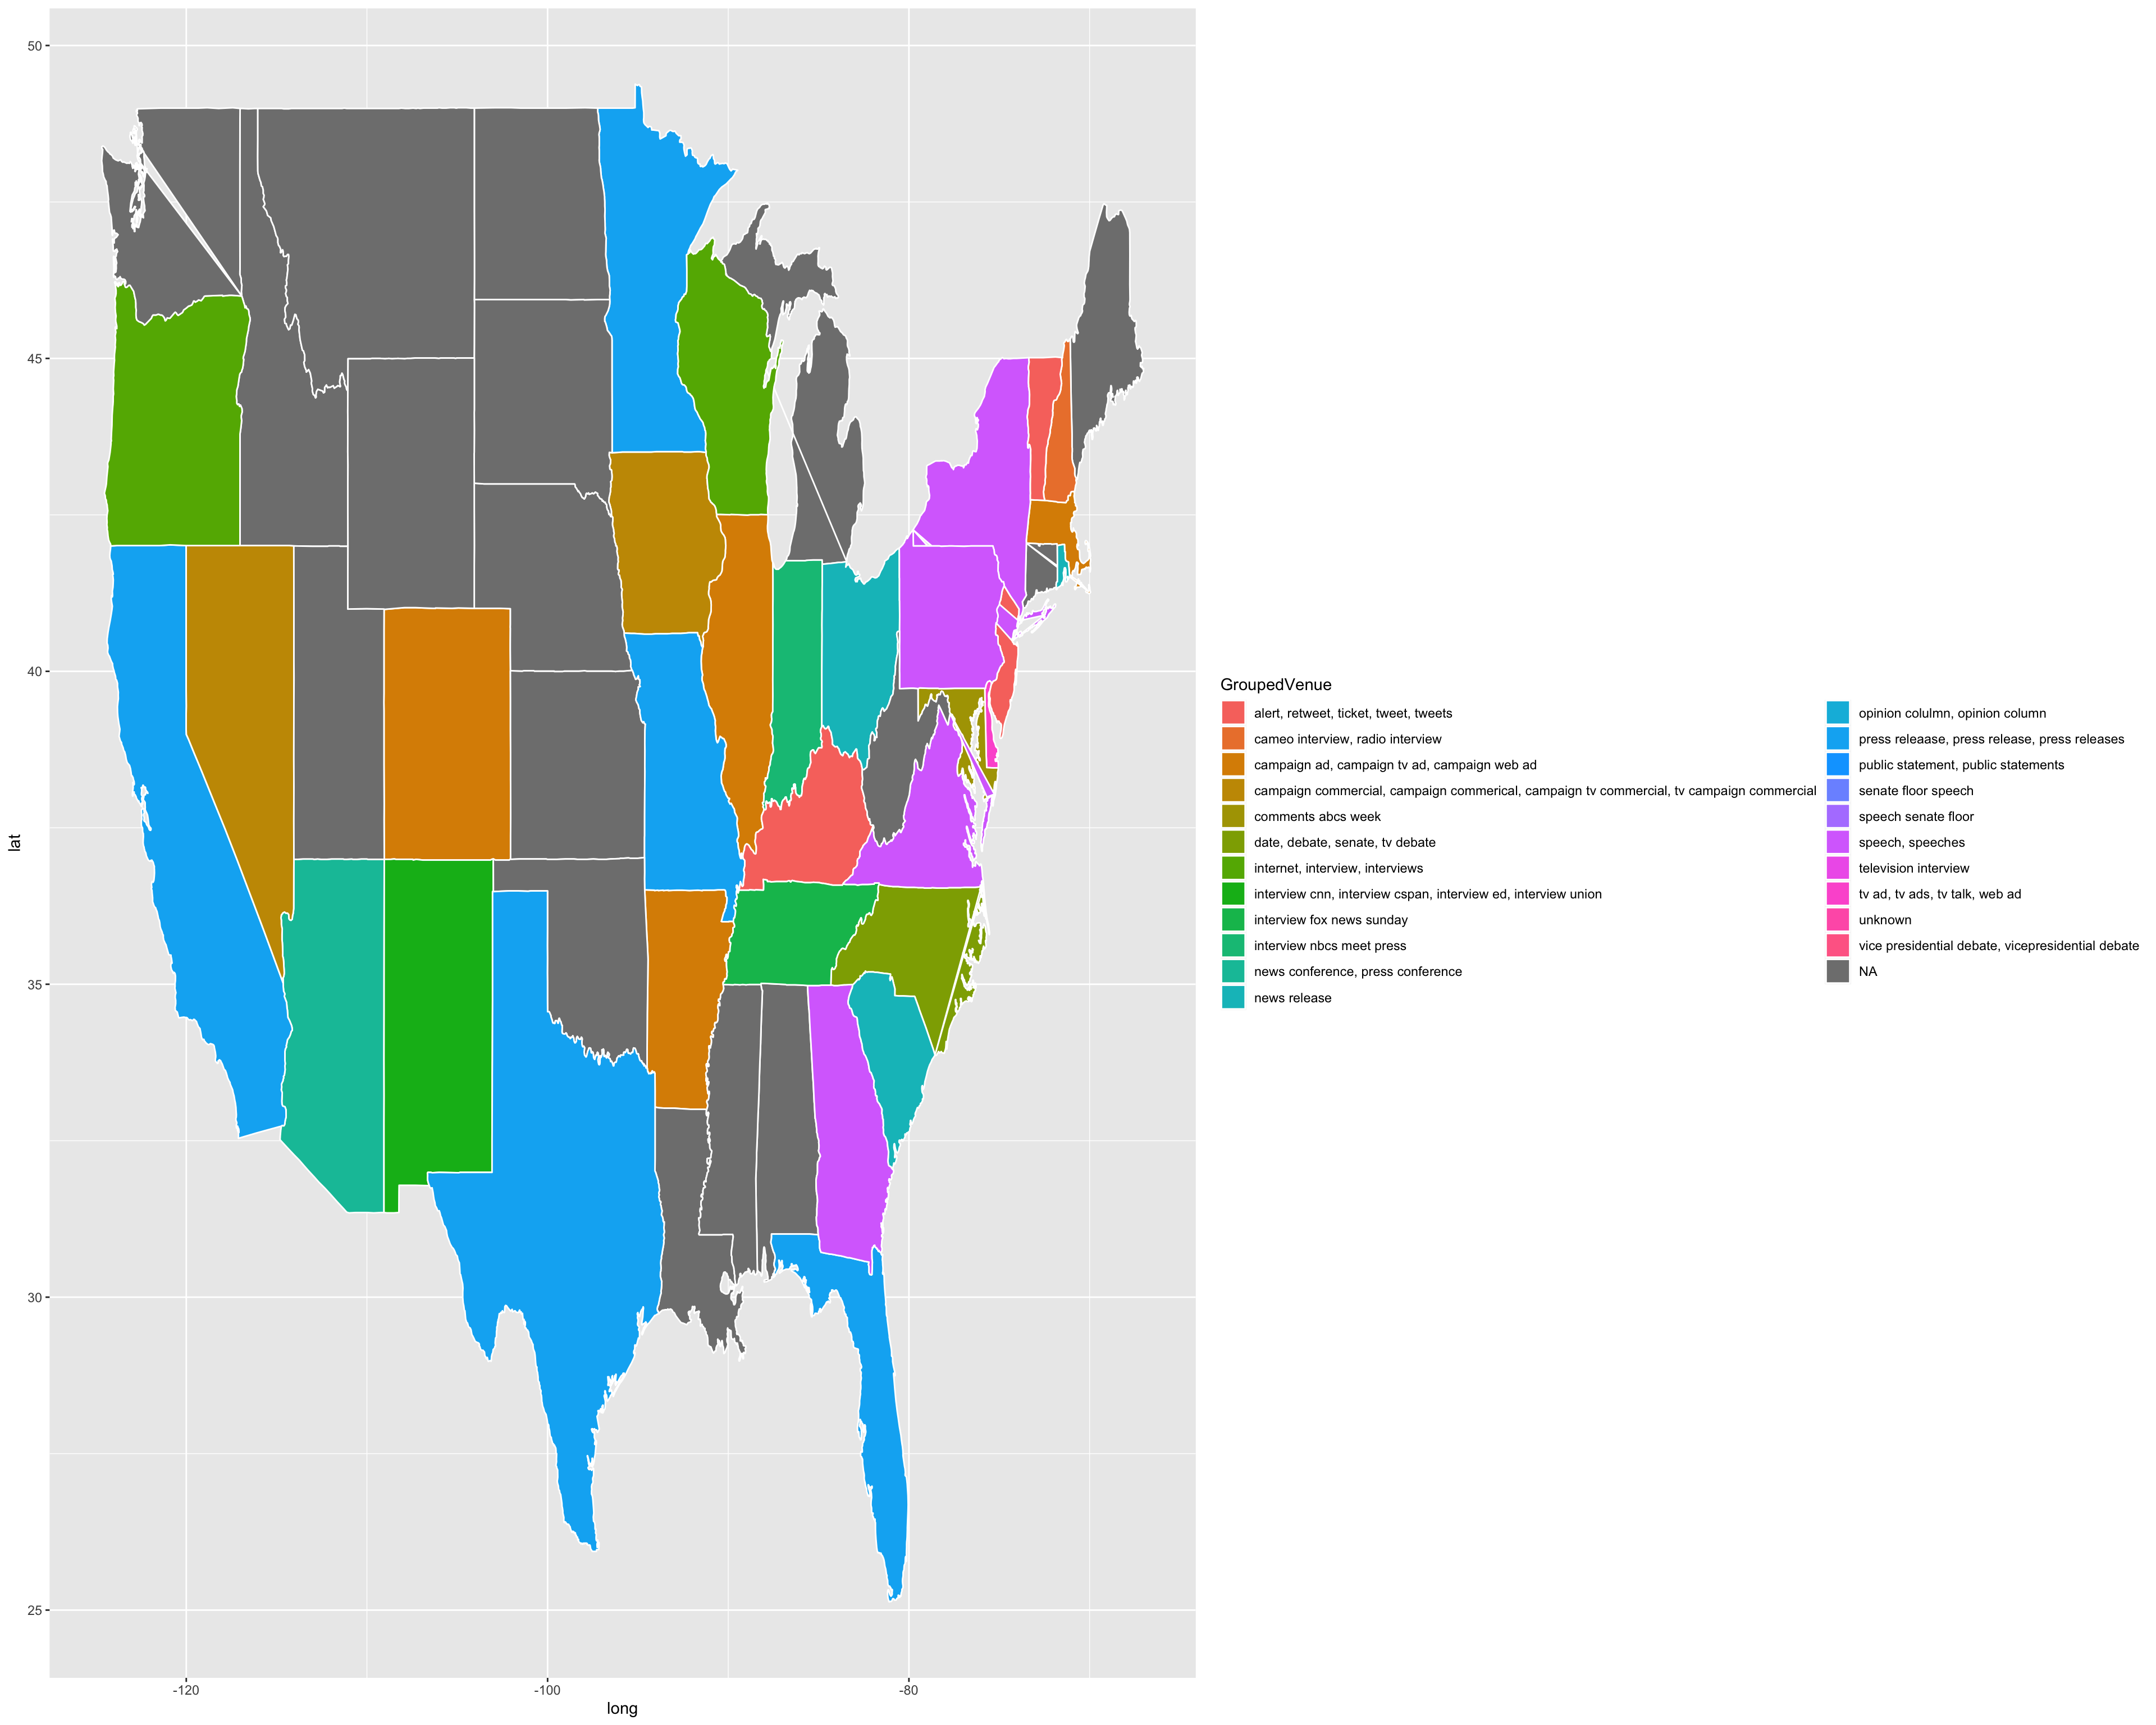 50
45
40
35
30
25
lat
-120
-100
-80
long
GroupedVenue
alert, retweet, ticket, tweet, tweets
cameo interview, radio interview
campaign ad, campaign tv ad, campaign web ad
campaign commercial, campaign commerical, campaign tv commercial, tv campaign commercial
comments abcs week
date, debate, senate, tv debate
internet, interview, interviews
interview cnn, interview cspan, interview ed, interview union
interview fox news sunday
interview nbcs meet press
news conference, press conference
news release
opinion colulmn, opinion column
press releaase, press release, press releases
public statement, public statements
senate floor speech
speech senate floor
speech, speeches
television interview
tv ad, tv ads, tv talk, web ad
unknown
vice presidential debate, vicepresidential debate
NA